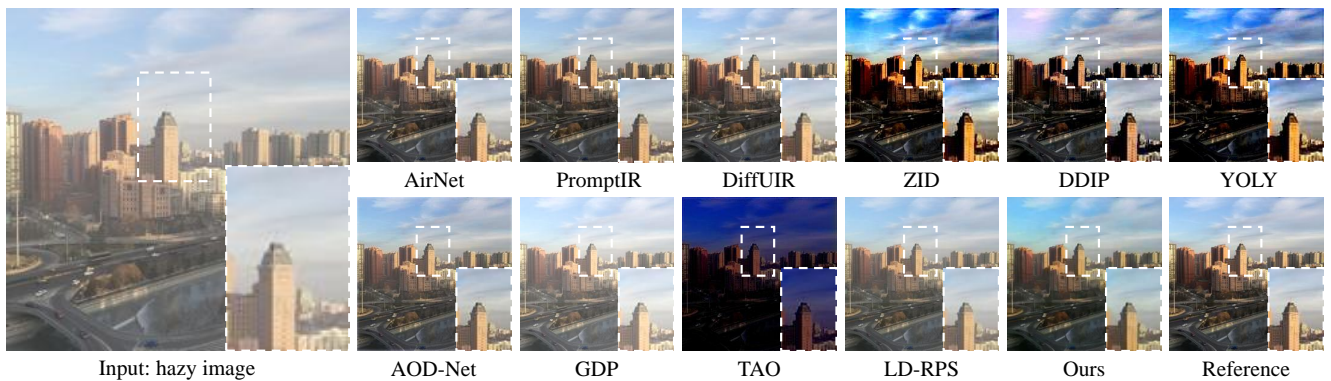 AirNet PromptIR DiffUIR ZID DDIP YOLY
Input: hazy image AOD-Net GDP TAO LD-RPS Ours Reference